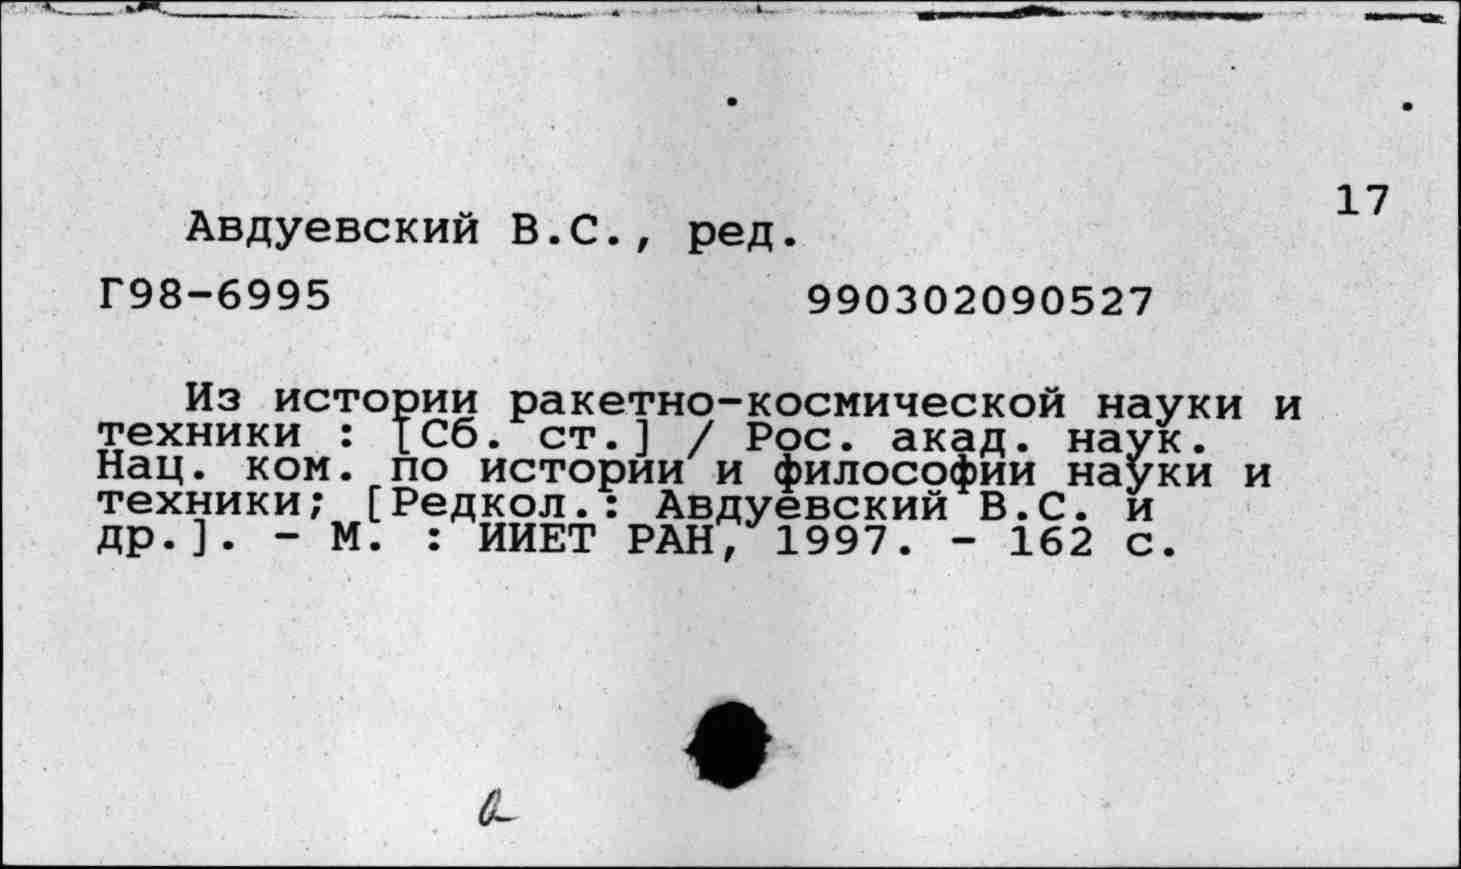 17
Авдуевский В.С., ред.
Г98-6995 990302090527
Из истории ракетно-космической науки и
техники : [Сб. ст.] / Рос. акад. наук.
Нац. ком. по истории и философии науки и
техники; [Редкол.: Авдуевский В.С. и
др.]. - М. : ИИЕТ РАН, 1997. - 162 с.
а